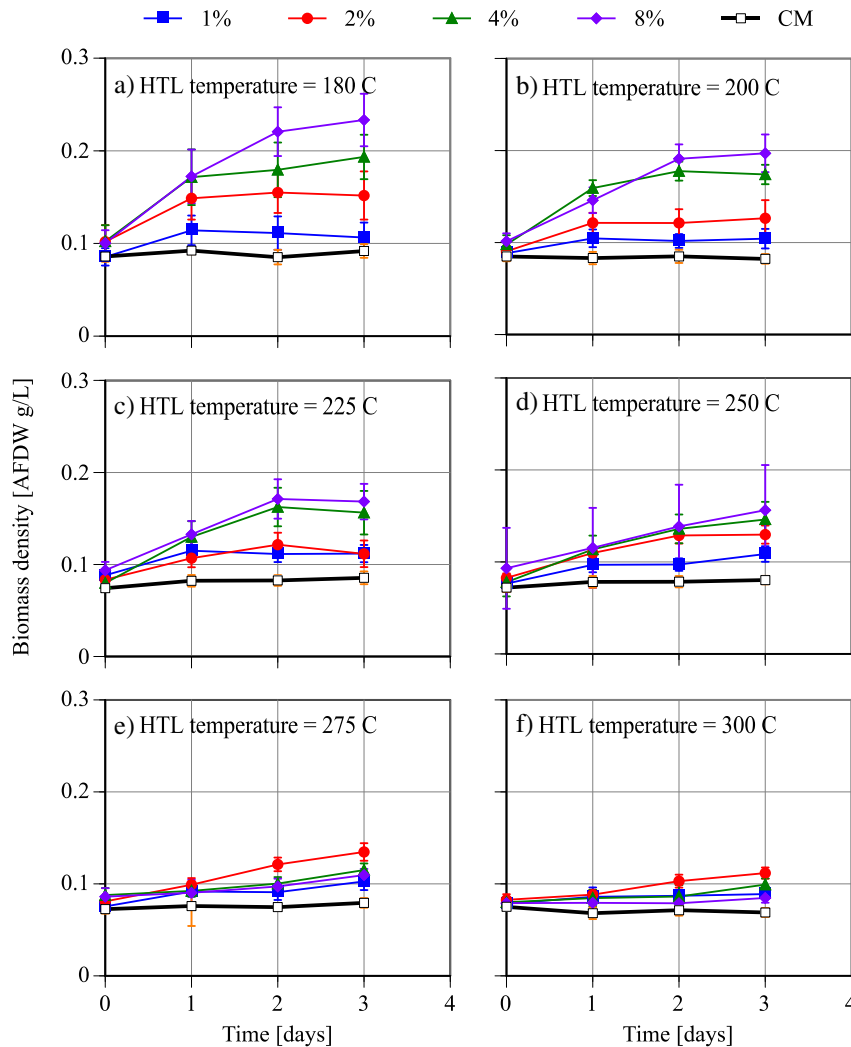 1% 2% 4% 8% CM
a) HTL temperature = 180 C
b) HTL temperature = 200 C
0.3
0.2
0.1
0
c) HTL temperature = 225 C
d) HTL temperature = 250 C
0.3
0.2
0.1
0
Biomass density [AFDW g/L]
e) HTL temperature = 275 C
f) HTL temperature = 300 C
0.3
0.2
0.1
0
0 1 2 3 4 0 1 2 3 4
Time [days] Time [days]